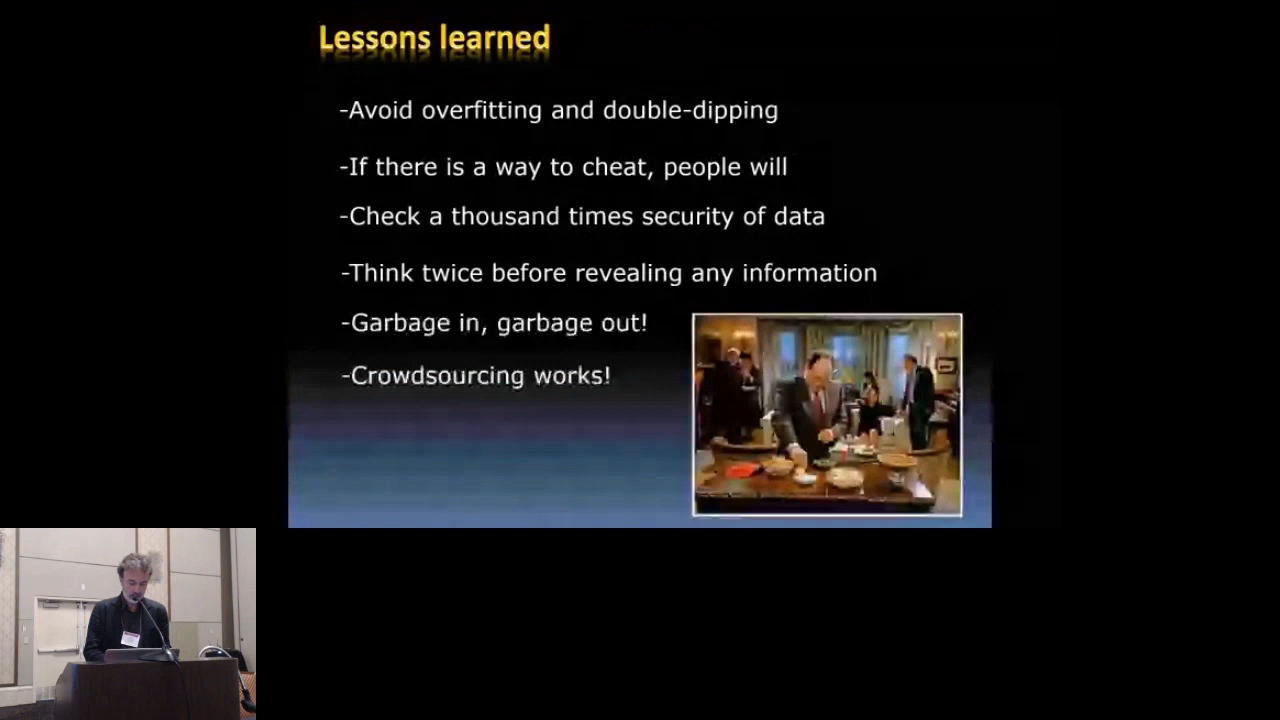 Lessons learned
-Avoid overfitting and double-dipping
-If there is a way to cheat, people will
-Check a thousand times security of data
-Think twice before revealing any information
-Garbage in, garbage out!
-Crowdsourcing works!